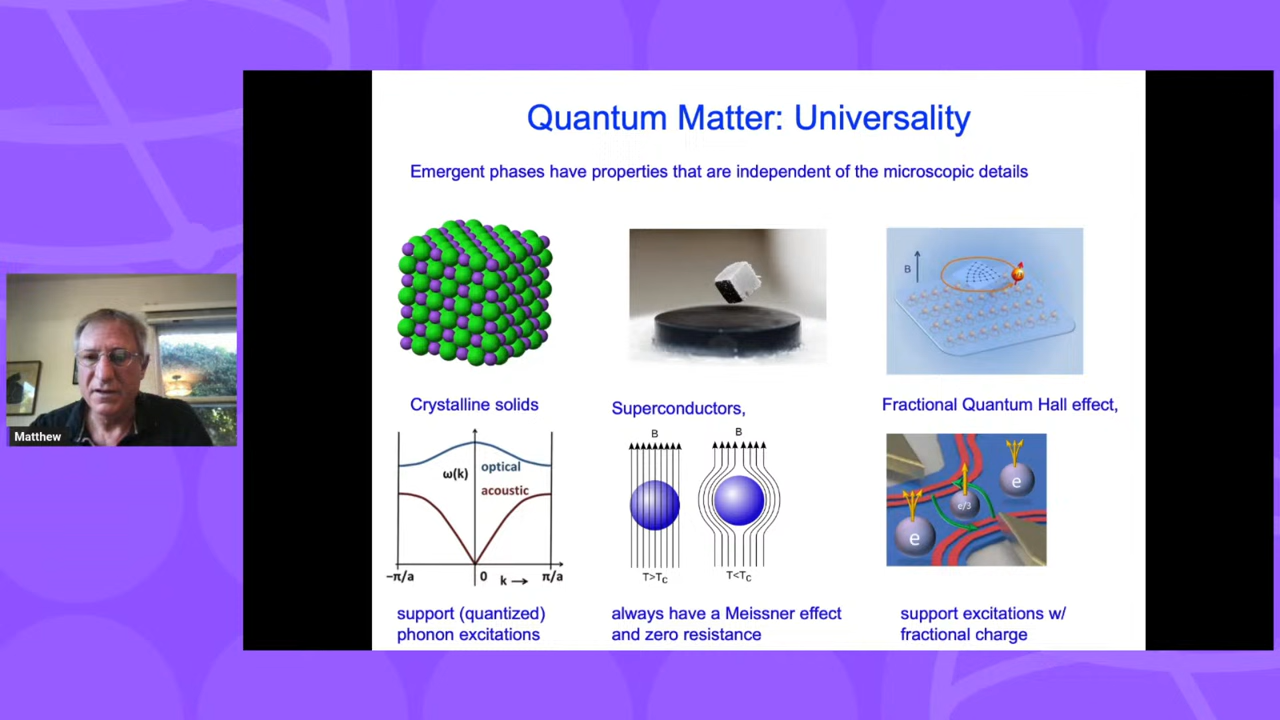 Quantum Matter: Universality
Emergent phases have properties that are independent of the microscopic details
B
Crystalline solids
Superconductors,
Fractional Quantum Hall effect,
ω(k)
optical
acoustic
−π/a
0
k
π/a
B
B
T>Tc
T<Tc
e
e/3
e
support (quantized)
phonon excitations
always have a Meissner effect
and zero resistance
support excitations w/
fractional charge
Matthew